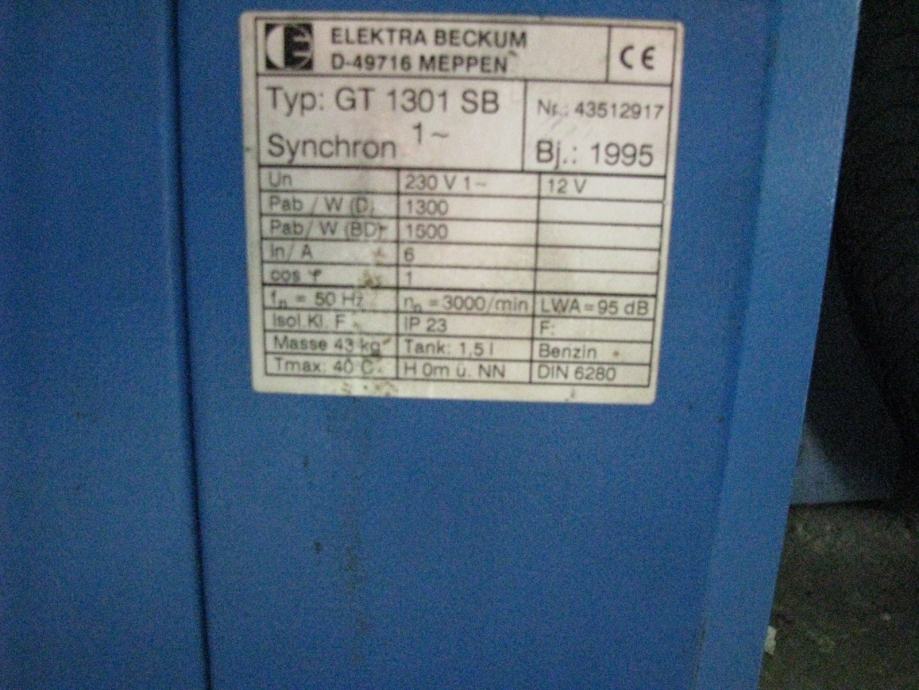 ELEKTRA BECKUM
D-49716 MEPPEN
CE
Typ: GT 1301 SB
Nr.: 43512917
Synchron 1~
Bj.: 1995
Un 230 V 1~ 12 V
Pab / W (D) 1300
Pab / W (BD) 1500
In / A 6
cos φ 1
fn = 50 Hz nn = 3000/min LWA = 95 dB
Isol.Kl. F IP 23 F:
Masse 43 kg Tank: 1,5 l Benzin
Tmax: 40 C H 0m ü. NN DIN 6280